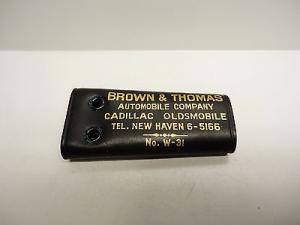 BROWN & THOMAS
AUTOMOBILE COMPANY
CADILLAC OLDSMOBILE
TEL. NEW HAVEN 6-5166
No. W-31